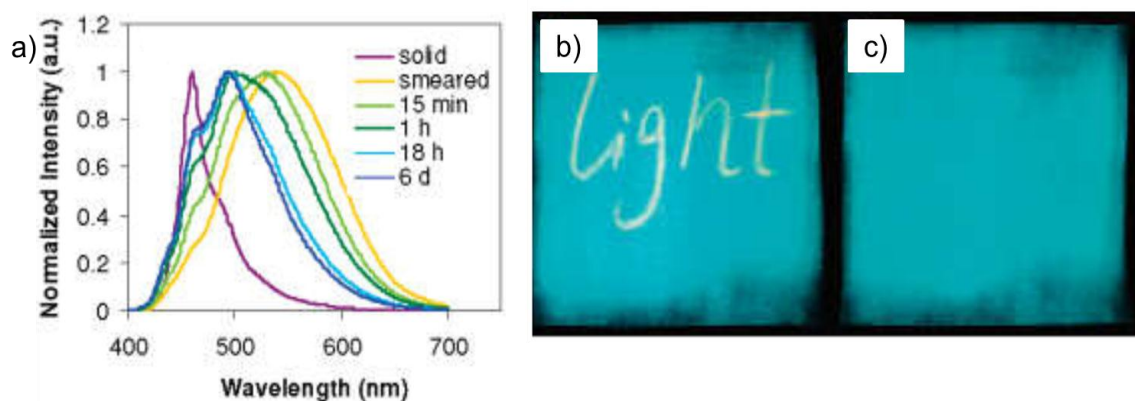 a)
Normalized Intensity (a.u.)
1.2
1
0.8
0.6
0.4
0.2
0
400
500
600
700
Wavelength (nm)
solid
smeared
15 min
1 h
18 h
6 d
b)
light
c)